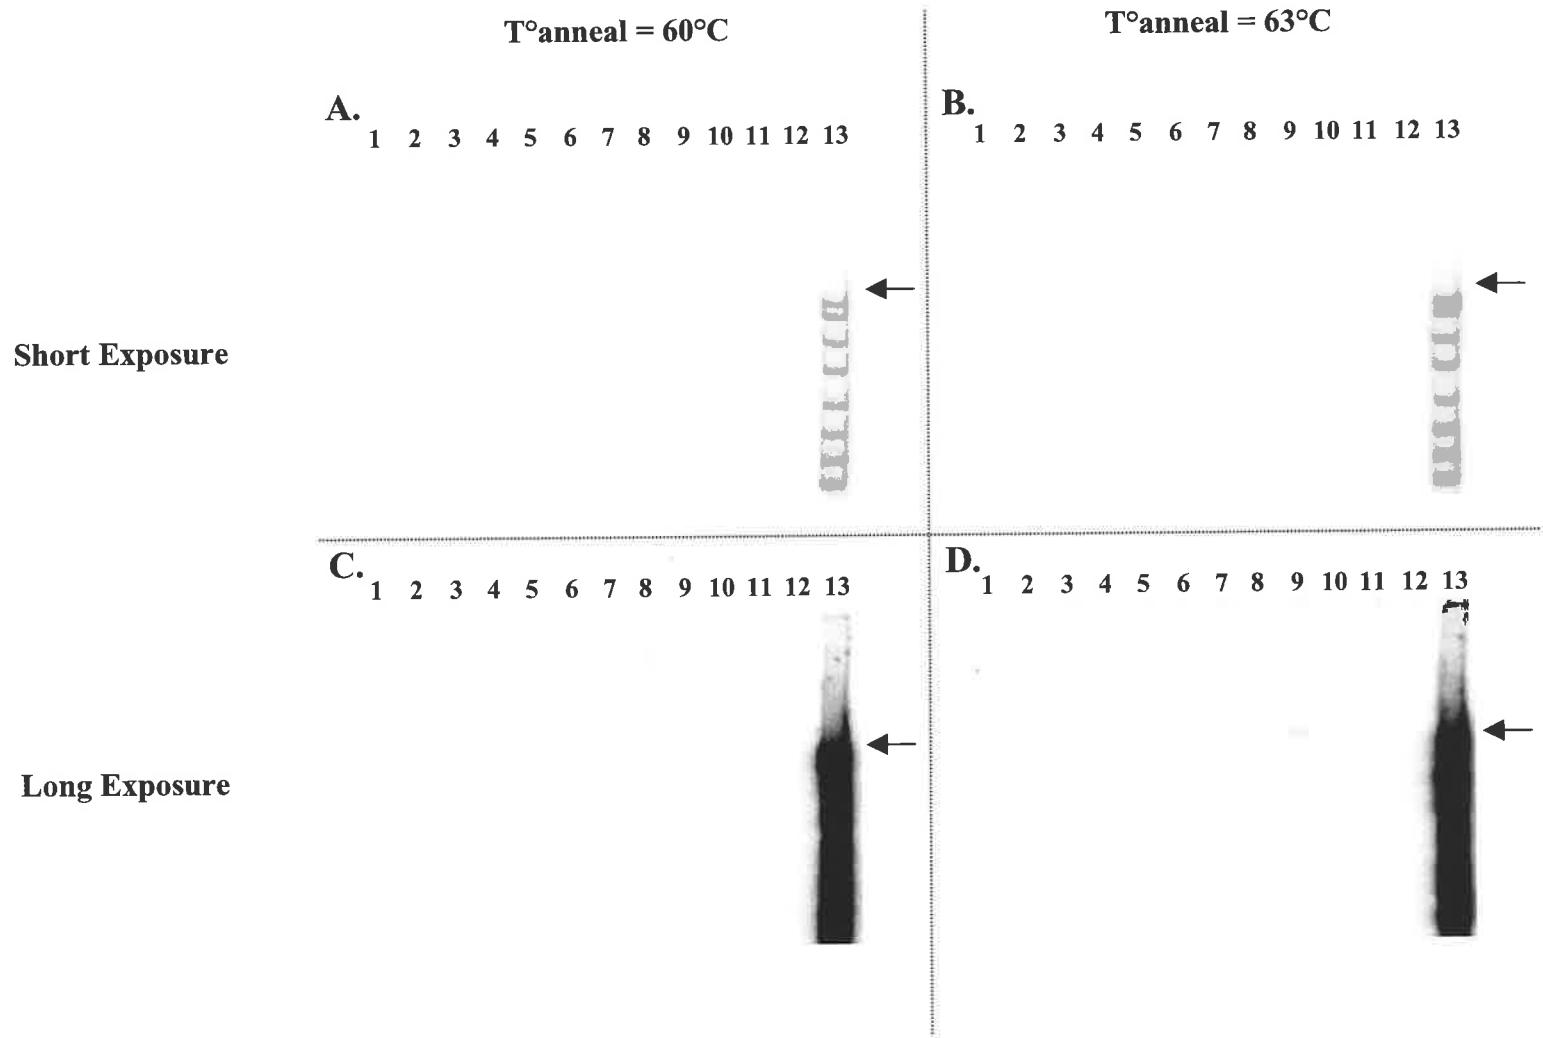 T°anneal = 60°C
T°anneal = 63°C
A.
1 2 3 4 5 6 7 8 9 10 11 12 13
B.
1 2 3 4 5 6 7 8 9 10 11 12 13
Short Exposure
C.
1 2 3 4 5 6 7 8 9 10 11 12 13
D.
1 2 3 4 5 6 7 8 9 10 11 12 13
Long Exposure